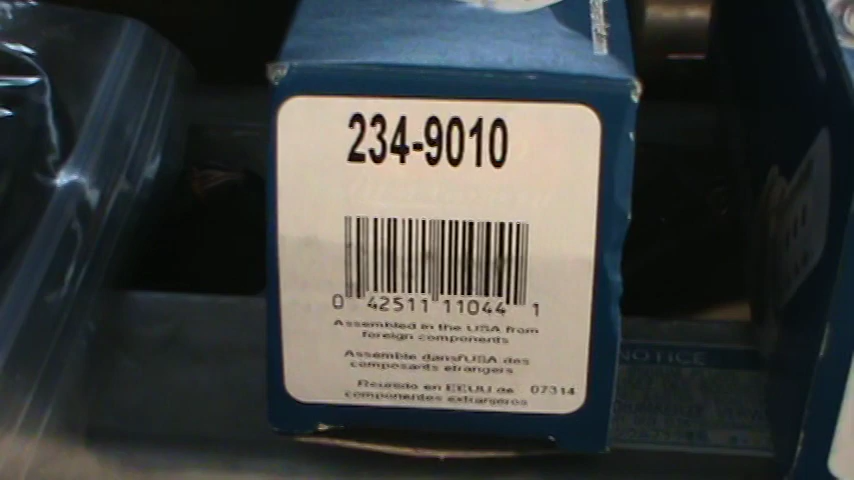 234-9010
0 42511 11044 1
Assembled in the USA from
foreign components
Assemble dans l'USA des
composants etrangers
Reunido en EEUU de 07314
componentes extranjeros
NOTICE